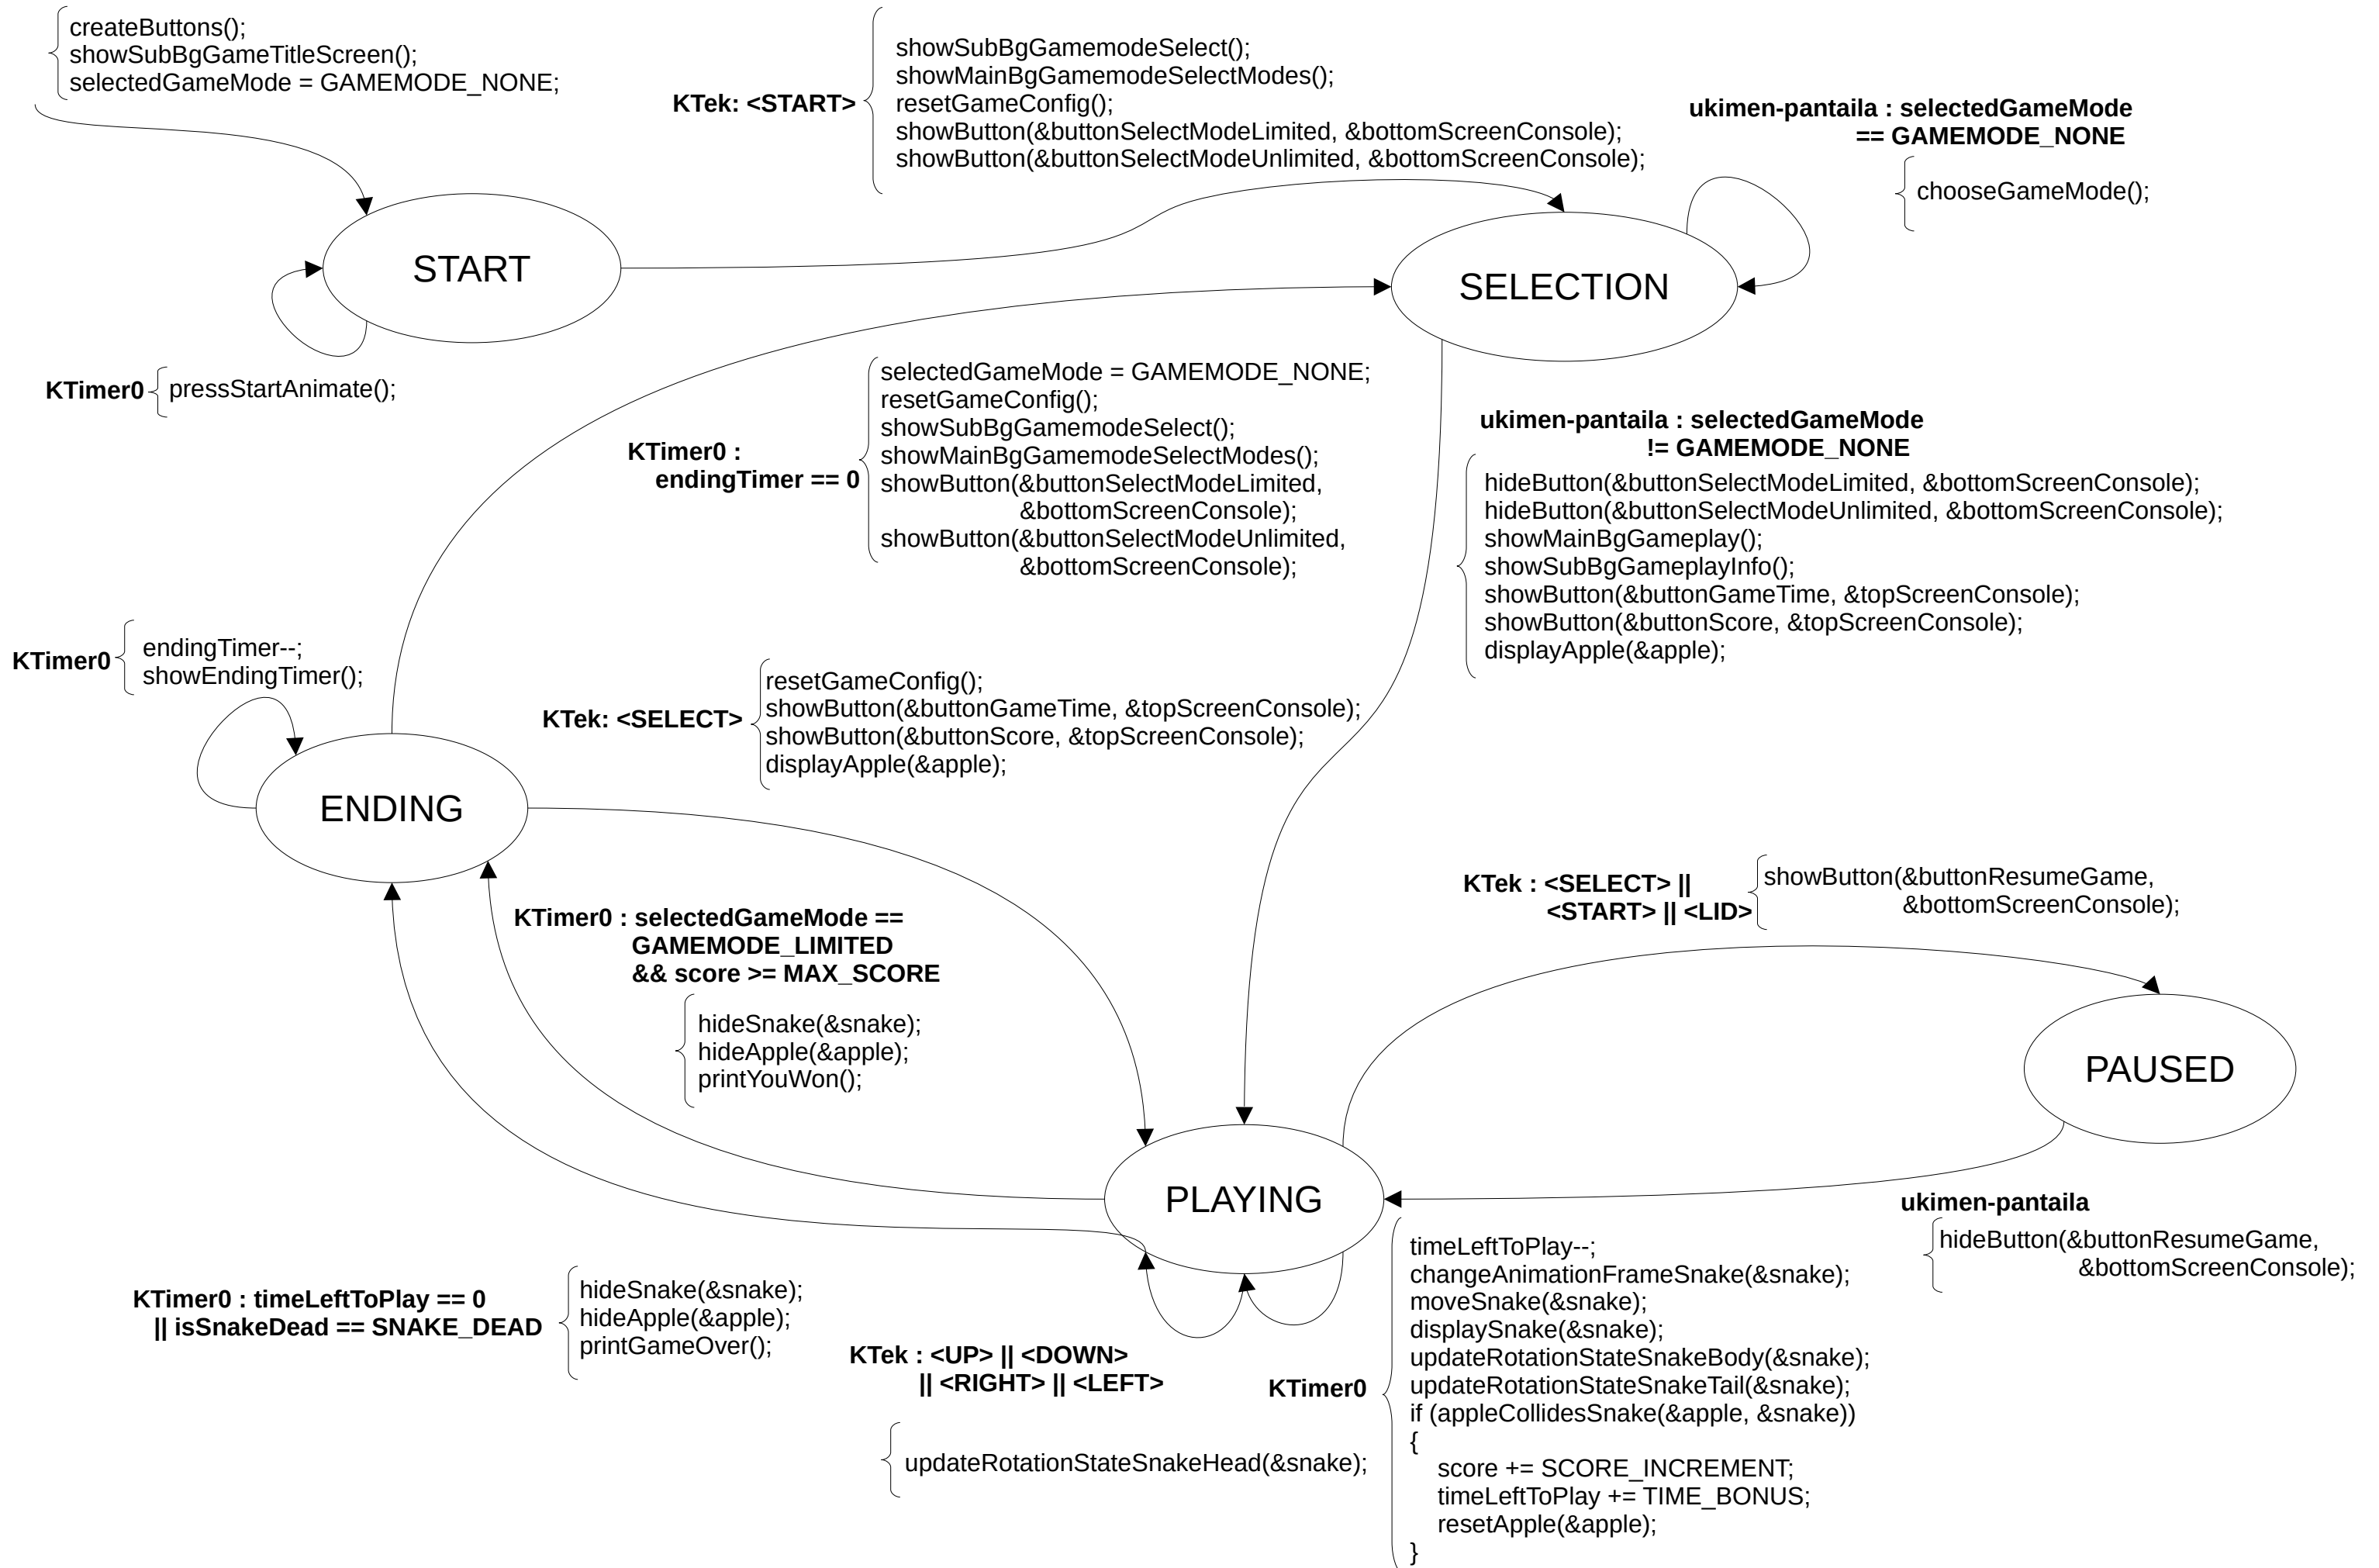 createButtons();
showSubBgGameTitleScreen();
selectedGameMode = GAMEMODE_NONE;
KTek: <START>
showSubBgGamemodeSelect();
showMainBgGamemodeSelectModes();
resetGameConfig();
showButton(&buttonSelectModeLimited, &bottomScreenConsole);
showButton(&buttonSelectModeUnlimited, &bottomScreenConsole);
ukimen-pantaila : selectedGameMode
== GAMEMODE_NONE
chooseGameMode();
START
SELECTION
KTimer0
pressStartAnimate();
KTimer0 :
endingTimer == 0
selectedGameMode = GAMEMODE_NONE;
resetGameConfig();
showSubBgGamemodeSelect();
showMainBgGamemodeSelectModes();
showButton(&buttonSelectModeLimited,
&bottomScreenConsole);
showButton(&buttonSelectModeUnlimited,
&bottomScreenConsole);
ukimen-pantaila : selectedGameMode
!= GAMEMODE_NONE
hideButton(&buttonSelectModeLimited, &bottomScreenConsole);
hideButton(&buttonSelectModeUnlimited, &bottomScreenConsole);
showMainBgGameplay();
showSubBgGameplayInfo();
showButton(&buttonGameTime, &topScreenConsole);
showButton(&buttonScore, &topScreenConsole);
displayApple(&apple);
KTimer0
endingTimer--;
showEndingTimer();
KTek: <SELECT>
resetGameConfig();
showButton(&buttonGameTime, &topScreenConsole);
showButton(&buttonScore, &topScreenConsole);
displayApple(&apple);
ENDING
KTek : <SELECT> ||
<START> || <LID>
showButton(&buttonResumeGame,
&bottomScreenConsole);
KTimer0 : selectedGameMode ==
GAMEMODE_LIMITED
&& score >= MAX_SCORE
hideSnake(&snake);
hideApple(&apple);
printYouWon();
PAUSED
PLAYING
ukimen-pantaila
hideButton(&buttonResumeGame,
&bottomScreenConsole);
KTimer0 : timeLeftToPlay == 0
|| isSnakeDead == SNAKE_DEAD
hideSnake(&snake);
hideApple(&apple);
printGameOver();
KTek : <UP> || <DOWN>
|| <RIGHT> || <LEFT>
updateRotationStateSnakeHead(&snake);
KTimer0
timeLeftToPlay--;
changeAnimationFrameSnake(&snake);
moveSnake(&snake);
displaySnake(&snake);
updateRotationStateSnakeBody(&snake);
updateRotationStateSnakeTail(&snake);
if (appleCollidesSnake(&apple, &snake))
{
score += SCORE_INCREMENT;
timeLeftToPlay += TIME_BONUS;
resetApple(&apple);
}